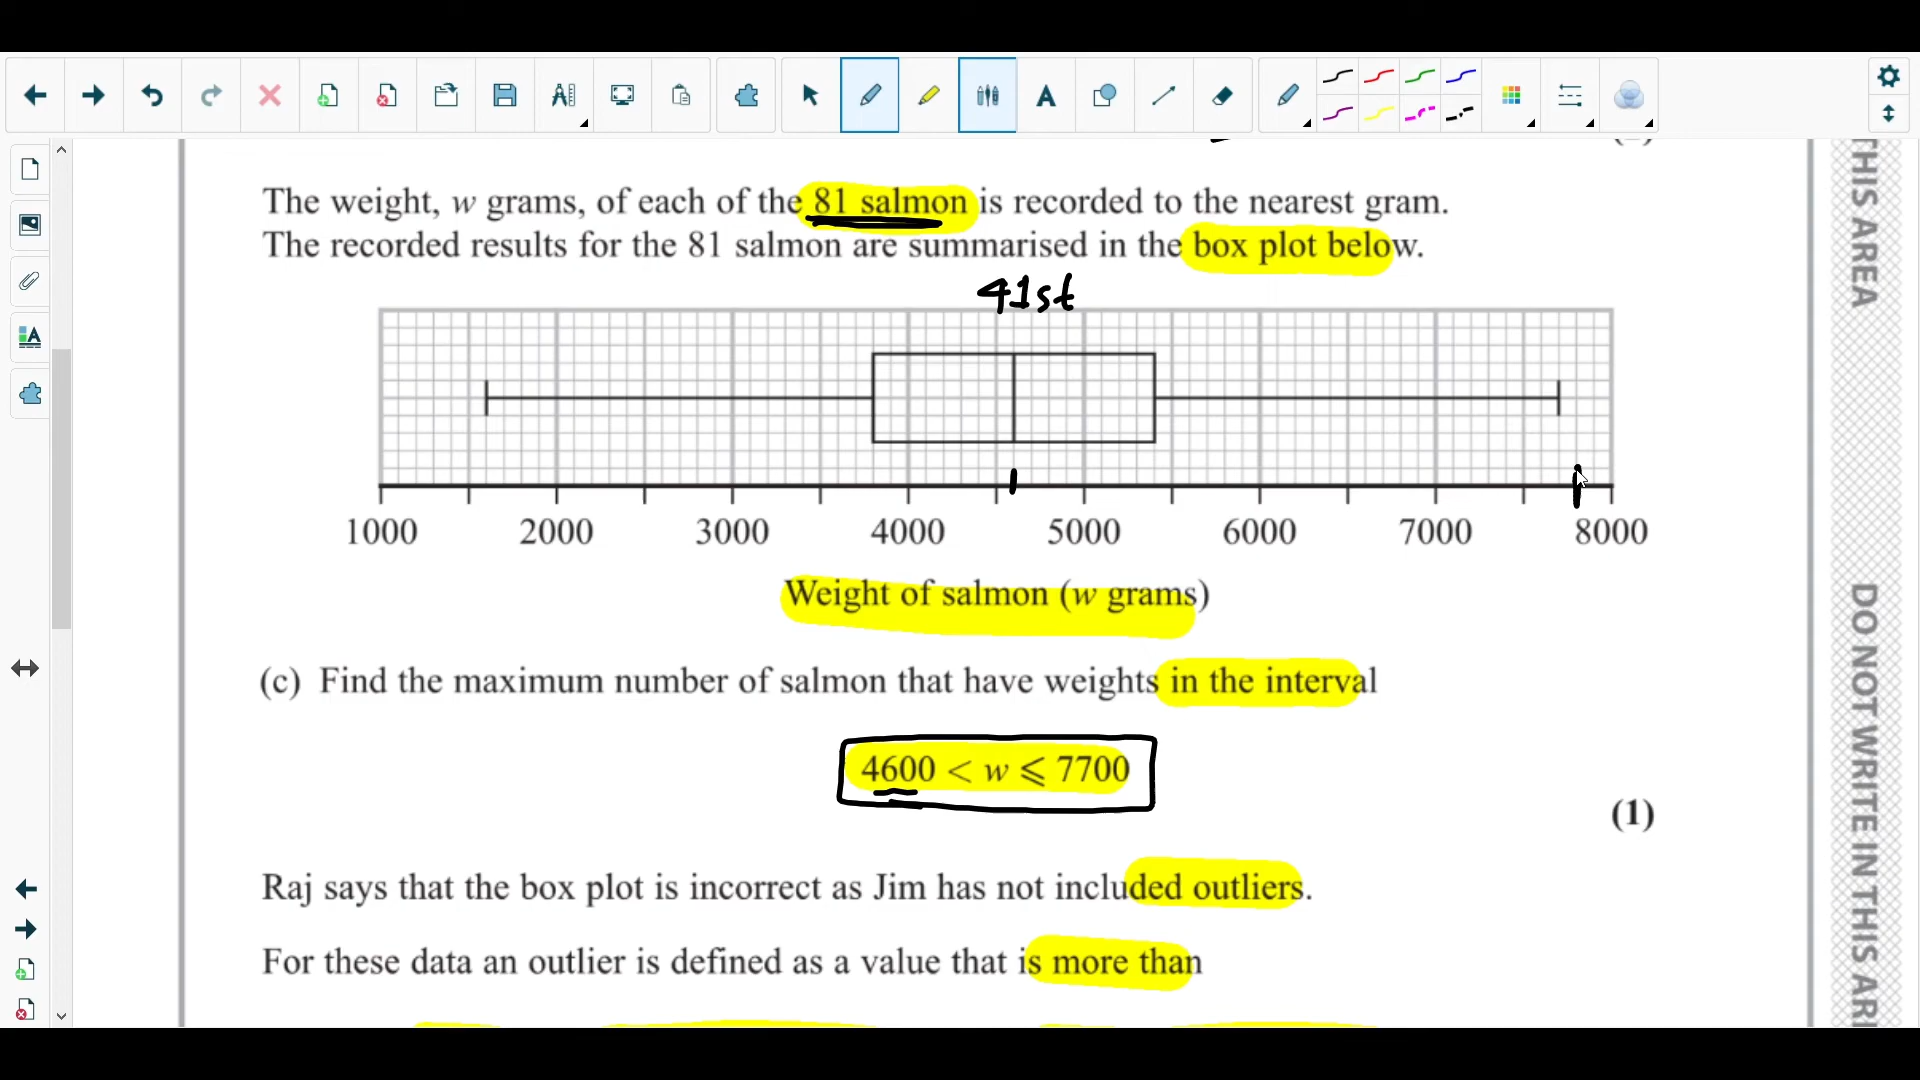 The weight, w grams, of each of the 81 salmon is recorded to the nearest gram.
The recorded results for the 81 salmon are summarised in the box plot below.
41st
1000 2000 3000 4000 5000 6000 7000 8000
Weight of salmon (w grams)
(c) Find the maximum number of salmon that have weights in the interval
4600 < w ⩽ 7700
(1)
Raj says that the box plot is incorrect as Jim has not included outliers.
For these data an outlier is defined as a value that is more than
THIS AREA
DO NOT WRITE IN THIS AR